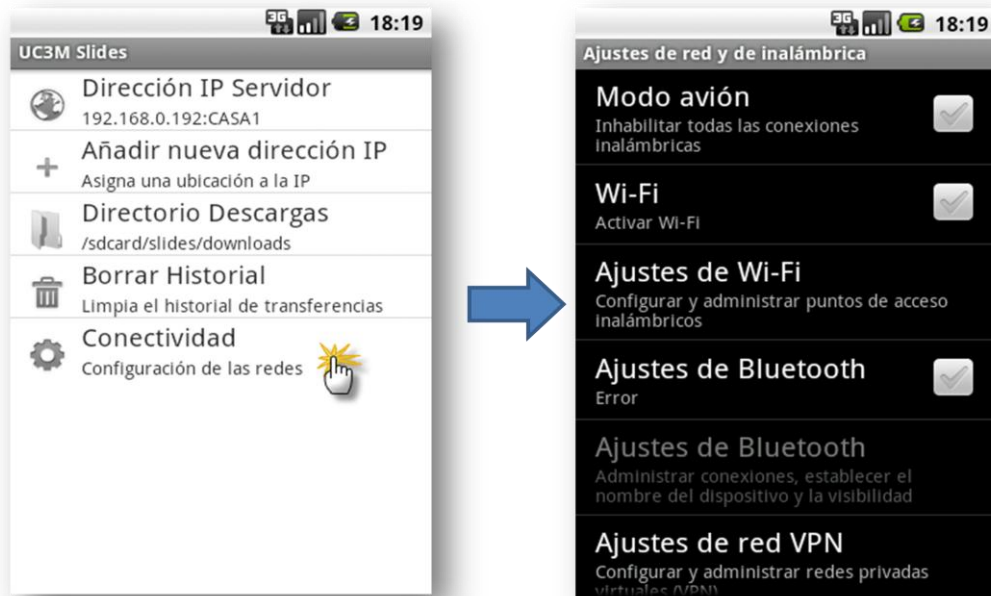 3G 18:19
UC3M Slides
Dirección IP Servidor
192.168.0.192:CASA1
Añadir nueva dirección IP
Asigna una ubicación a la IP
Directorio Descargas
/sdcard/slides/downloads
Borrar Historial
Limpia el historial de transferencias
Conectividad
Configuración de las redes
3G 18:19
Ajustes de red y de inalámbrica
Modo avión
Inhabilitar todas las conexiones
inalámbricas
Wi-Fi
Activar Wi-Fi
Ajustes de Wi-Fi
Configurar y administrar puntos de acceso
inalámbricos
Ajustes de Bluetooth
Error
Ajustes de Bluetooth
Administrar conexiones, establecer el
nombre del dispositivo y la visibilidad
Ajustes de red VPN
Configurar y administrar redes privadas
virtuales (VPN)